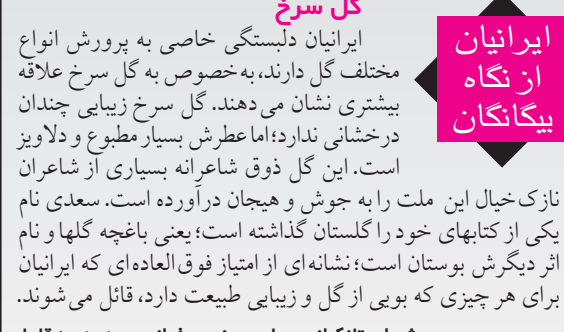 گل سرخ
ایرانیان
از نگاه
بیگانگان
ایرانیان دلبستگی خاصی به پرورش انواع
مختلف گل دارند، به‌خصوص به گل سرخ علاقه
بیشتری نشان می‌دهند. گل سرخ زیبایی چندان
درخشانی ندارد؛ اما عطرش بسیار مطبوع و دلاویز
است. این گل ذوق شاعرانه بسیاری از شاعران
نازک‌خیال این ملت را به جوش و هیجان درآورده است. سعدی نام
یکی از کتابهای خود را گلستان گذاشته است؛ یعنی باغچه گلها و نام
اثر دیگرش بوستان است؛ نشانه‌ای از امتیاز فوق‌العاده‌ای که ایرانیان
برای هر چیزی که بویی از گل و زیبایی طبیعت دارد، قائل می‌شوند.